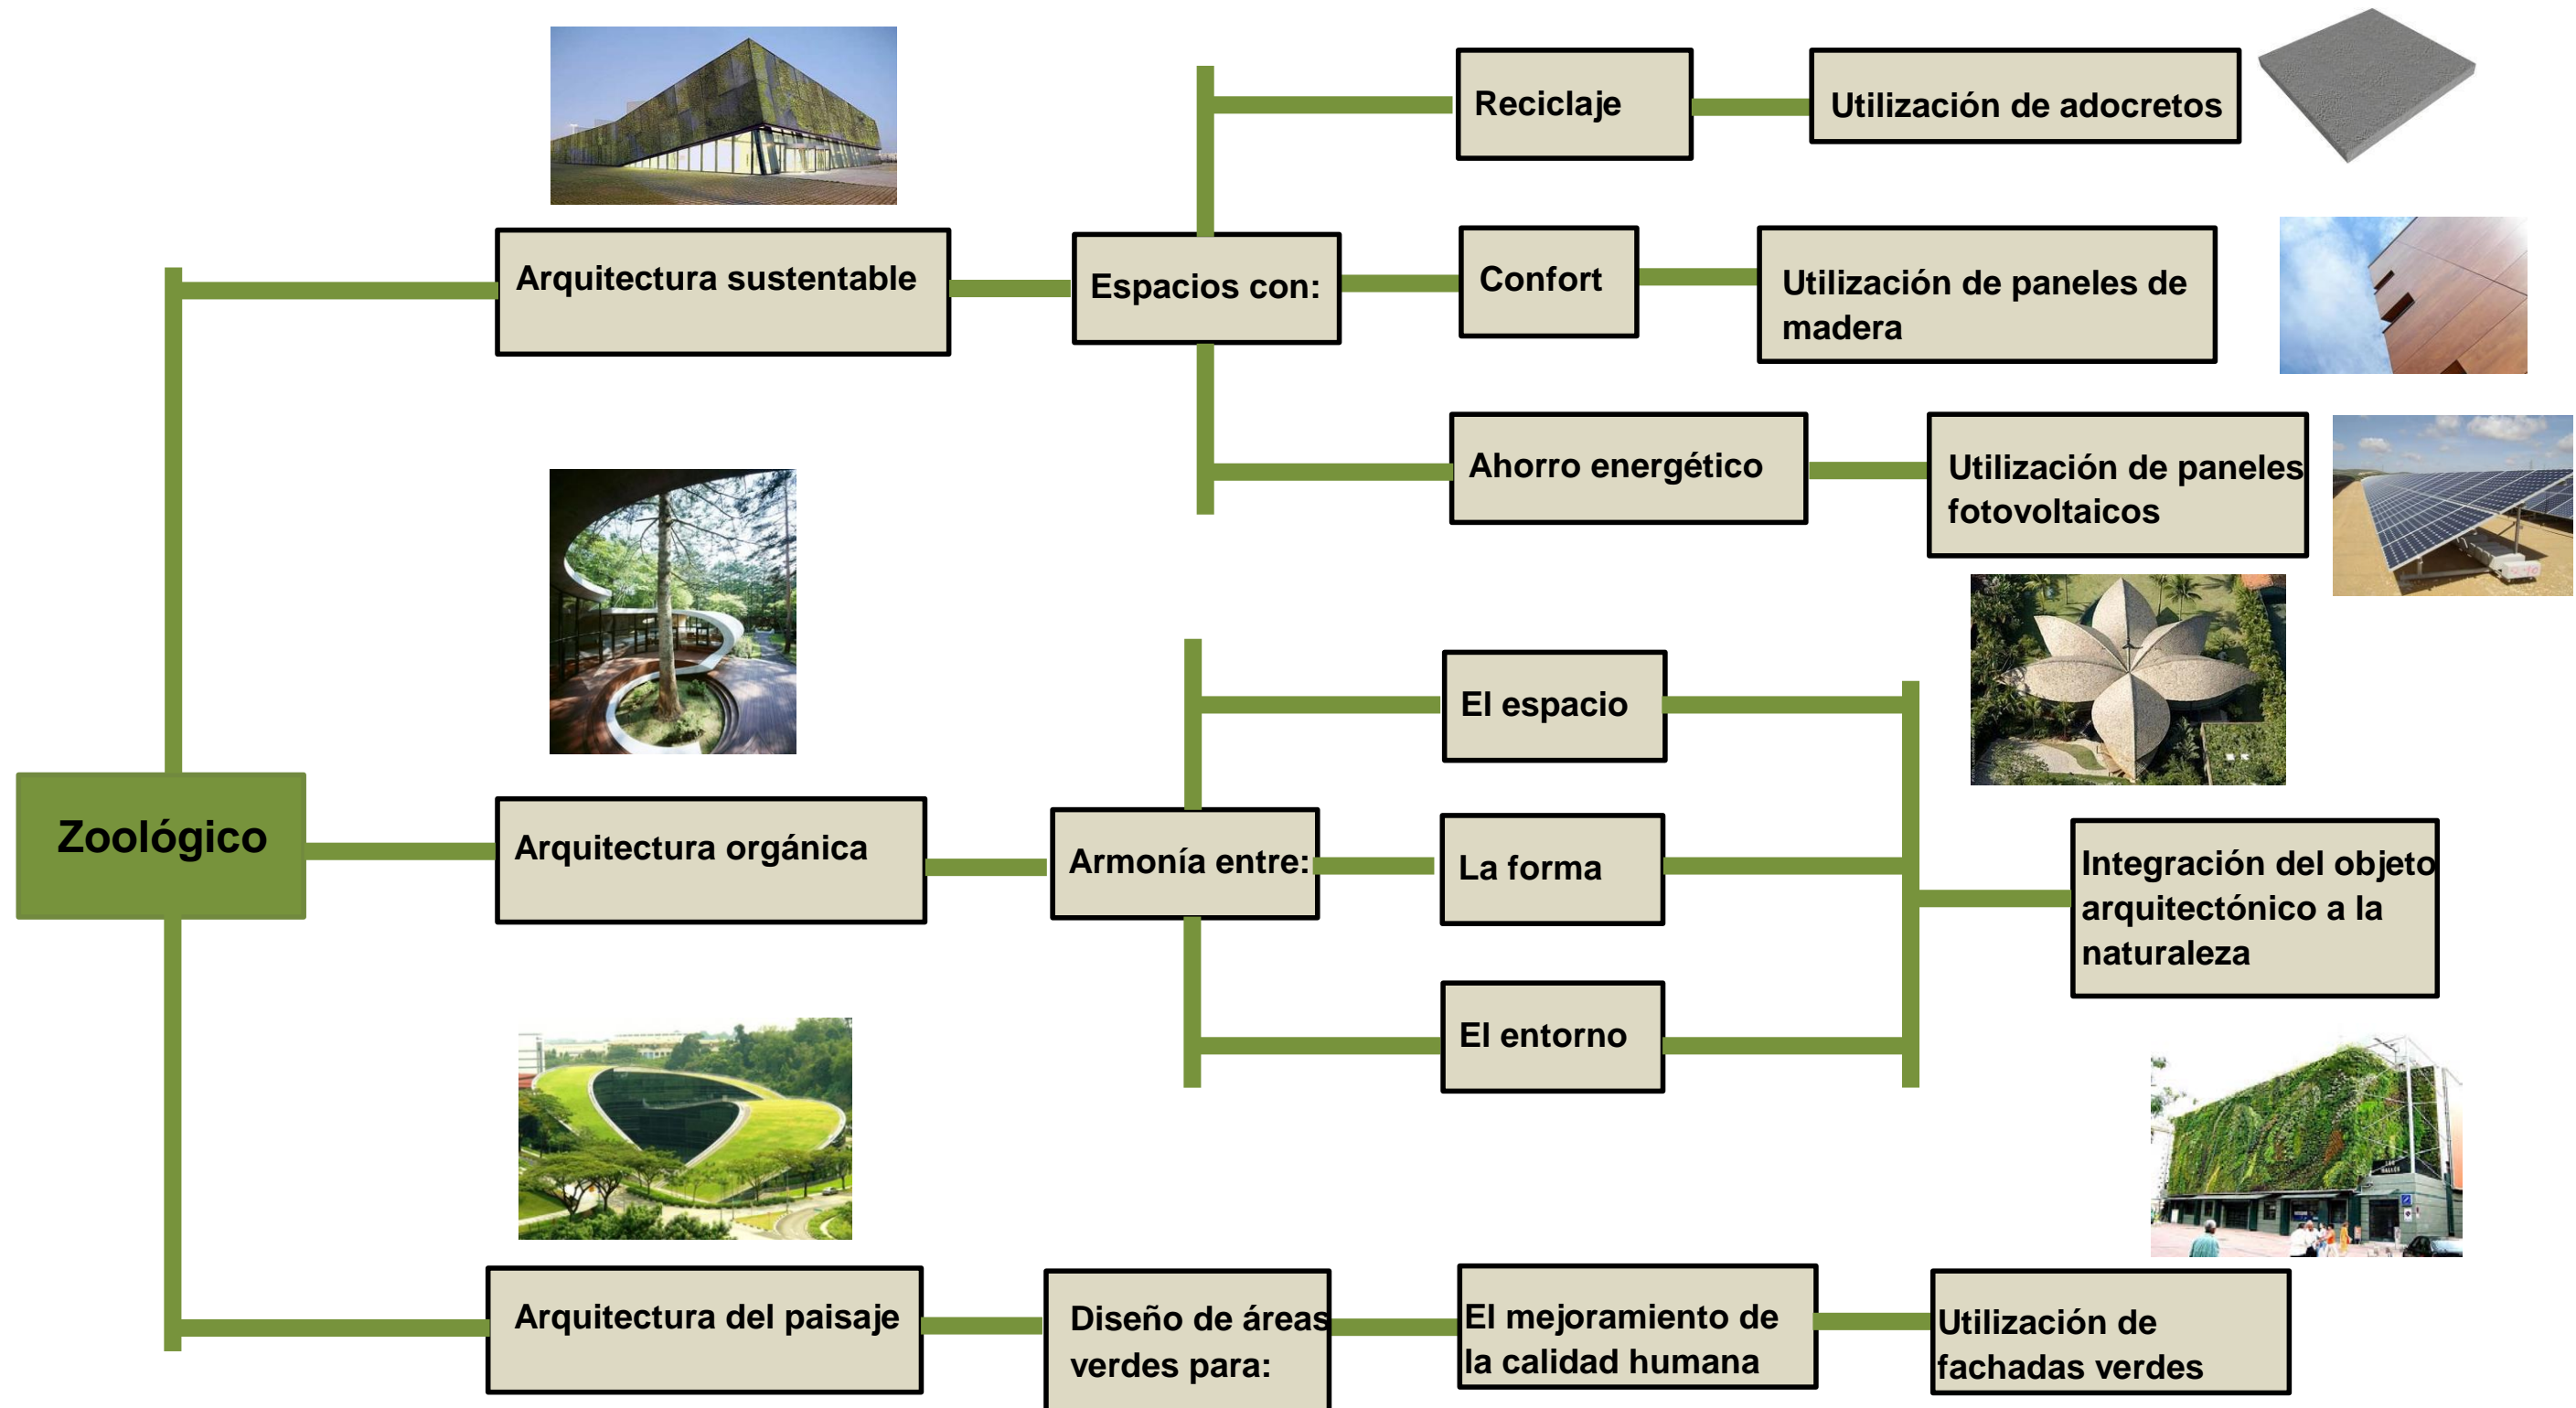 Reciclaje
Utilización de adocretos
Arquitectura sustentable
Espacios con:
Confort
Utilización de paneles de
madera
Ahorro energético
Utilización de paneles
fotovoltaicos
Zoológico
Arquitectura orgánica
Armonía entre:
El espacio
La forma
El entorno
Integración del objeto
arquitectónico a la
naturaleza
Arquitectura del paisaje
Diseño de áreas
verdes para:
El mejoramiento de
la calidad humana
Utilización de
fachadas verdes